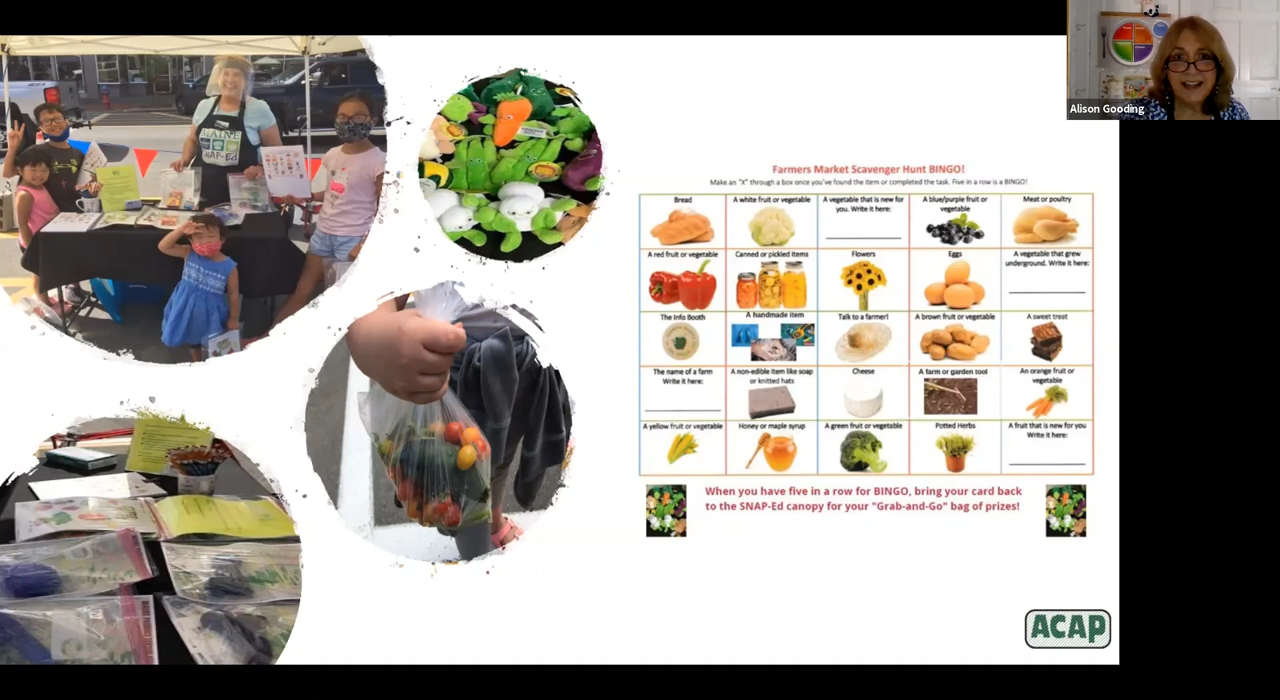 Alison Gooding
MAINE
SNAP-Ed
Farmers Market Scavenger Hunt BINGO!
Make an "X" through a box once you've found the item or completed the task. Five in a row is a BINGO!
Bread
A white fruit or vegetable
A vegetable that is new for
you. Write it here:
A blue/purple fruit or
vegetable
Meat or poultry
A red fruit or vegetable
Canned or pickled items
Flowers
Eggs
A vegetable that grew
underground. Write it here:
The Info Booth
A handmade item
Talk to a farmer!
A brown fruit or vegetable
A sweet treat
The name of a farm
Write it here:
A non-edible item like soap
or knitted hats
Cheese
A farm or garden tool
An orange fruit or
vegetable
A yellow fruit or vegetable
Honey or maple syrup
A green fruit or vegetable
Potted Herbs
A fruit that is new for you
Write it here:
When you have five in a row for BINGO, bring your card back
to the SNAP-Ed canopy for your "Grab-and-Go" bag of prizes!
ACAP